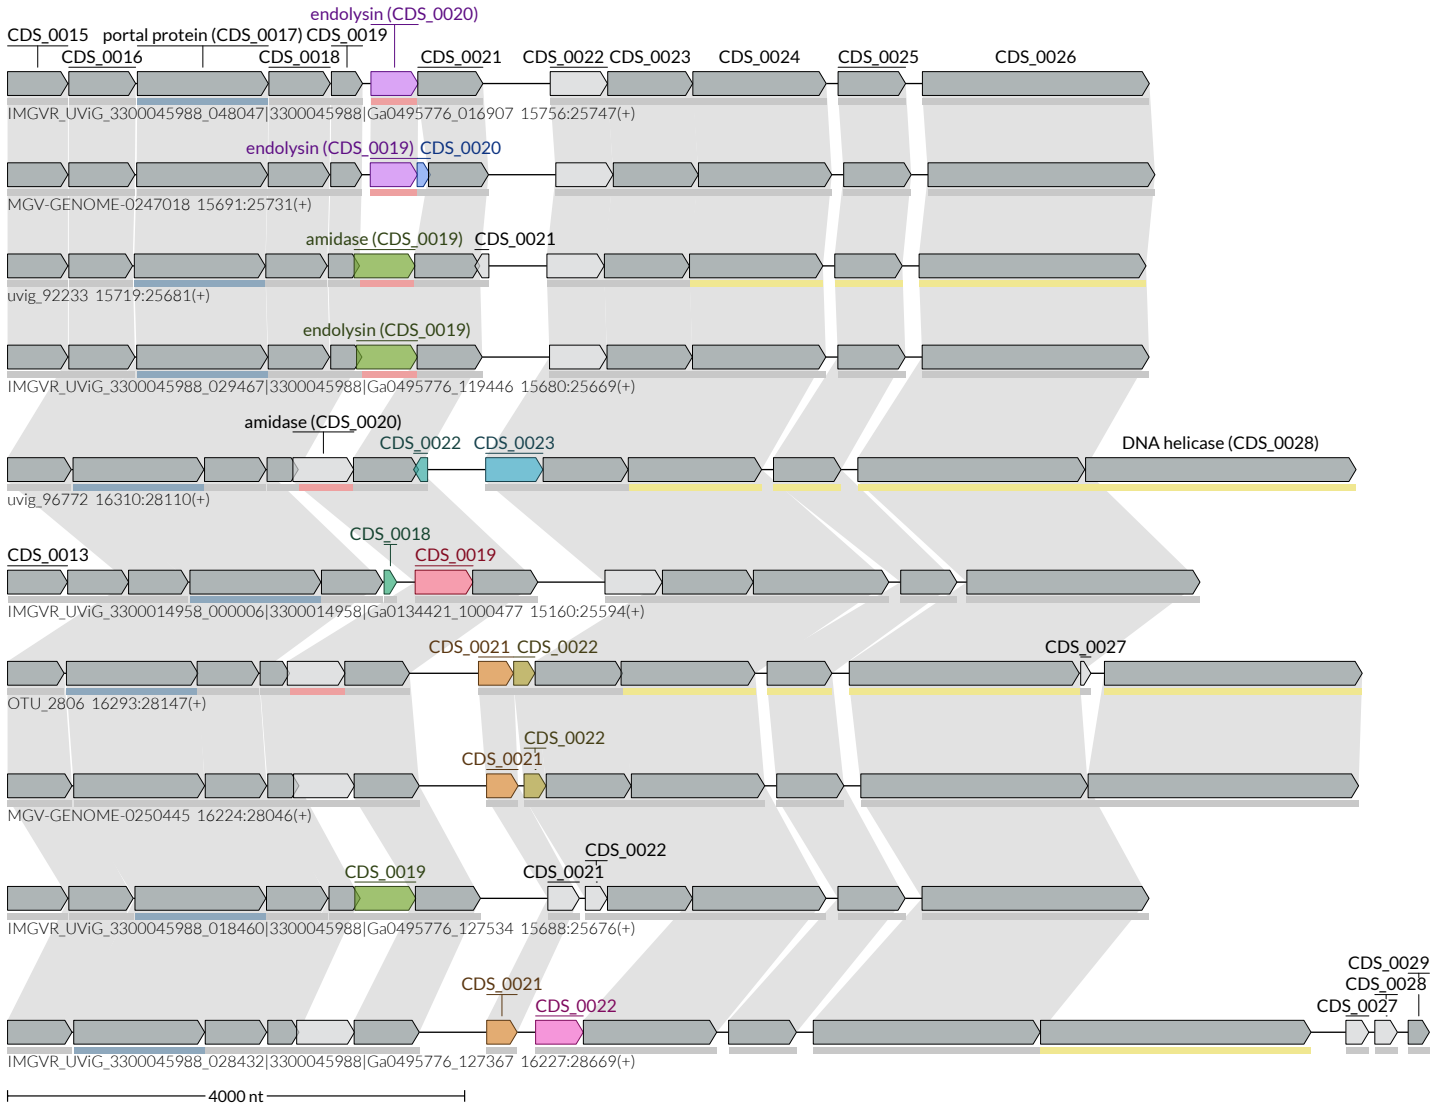 endolysin (CDS_0020)
CDS_0015 portal protein (CDS_0017) CDS_0019
CDS_0016 CDS_0018 CDS_0021 CDS_0022 CDS_0023 CDS_0024 CDS_0025 CDS_0026
IMGVR_UViG_3300045988_048047|3300045988|Ga0495776_016907 15756:25747(+)
endolysin (CDS_0019) CDS_0020
MGV-GENOME-0247018 15691:25731(+)
amidase (CDS_0019) CDS_0021
uvig_92233 15719:25681(+)
endolysin (CDS_0019)
IMGVR_UViG_3300045988_029467|3300045988|Ga0495776_119446 15680:25669(+)
amidase (CDS_0020)
CDS_0022 CDS_0023 DNA helicase (CDS_0028)
uvig_96772 16310:28110(+)
CDS_0018
CDS_0013 CDS_0019
IMGVR_UViG_3300014958_000006|3300014958|Ga0134421_1000477 15160:25594(+)
CDS_0021 CDS_0022 CDS_0027
OTU_2806 16293:28147(+)
CDS_0022
CDS_0021
MGV-GENOME-0250445 16224:28046(+)
CDS_0022
CDS_0019 CDS_0021
IMGVR_UViG_3300045988_018460|3300045988|Ga0495776_127534 15688:25676(+)
CDS_0029
CDS_0021 CDS_0028
CDS_0022 CDS_0027
IMGVR_UViG_3300045988_028432|3300045988|Ga0495776_127367 16227:28669(+)
4000 nt